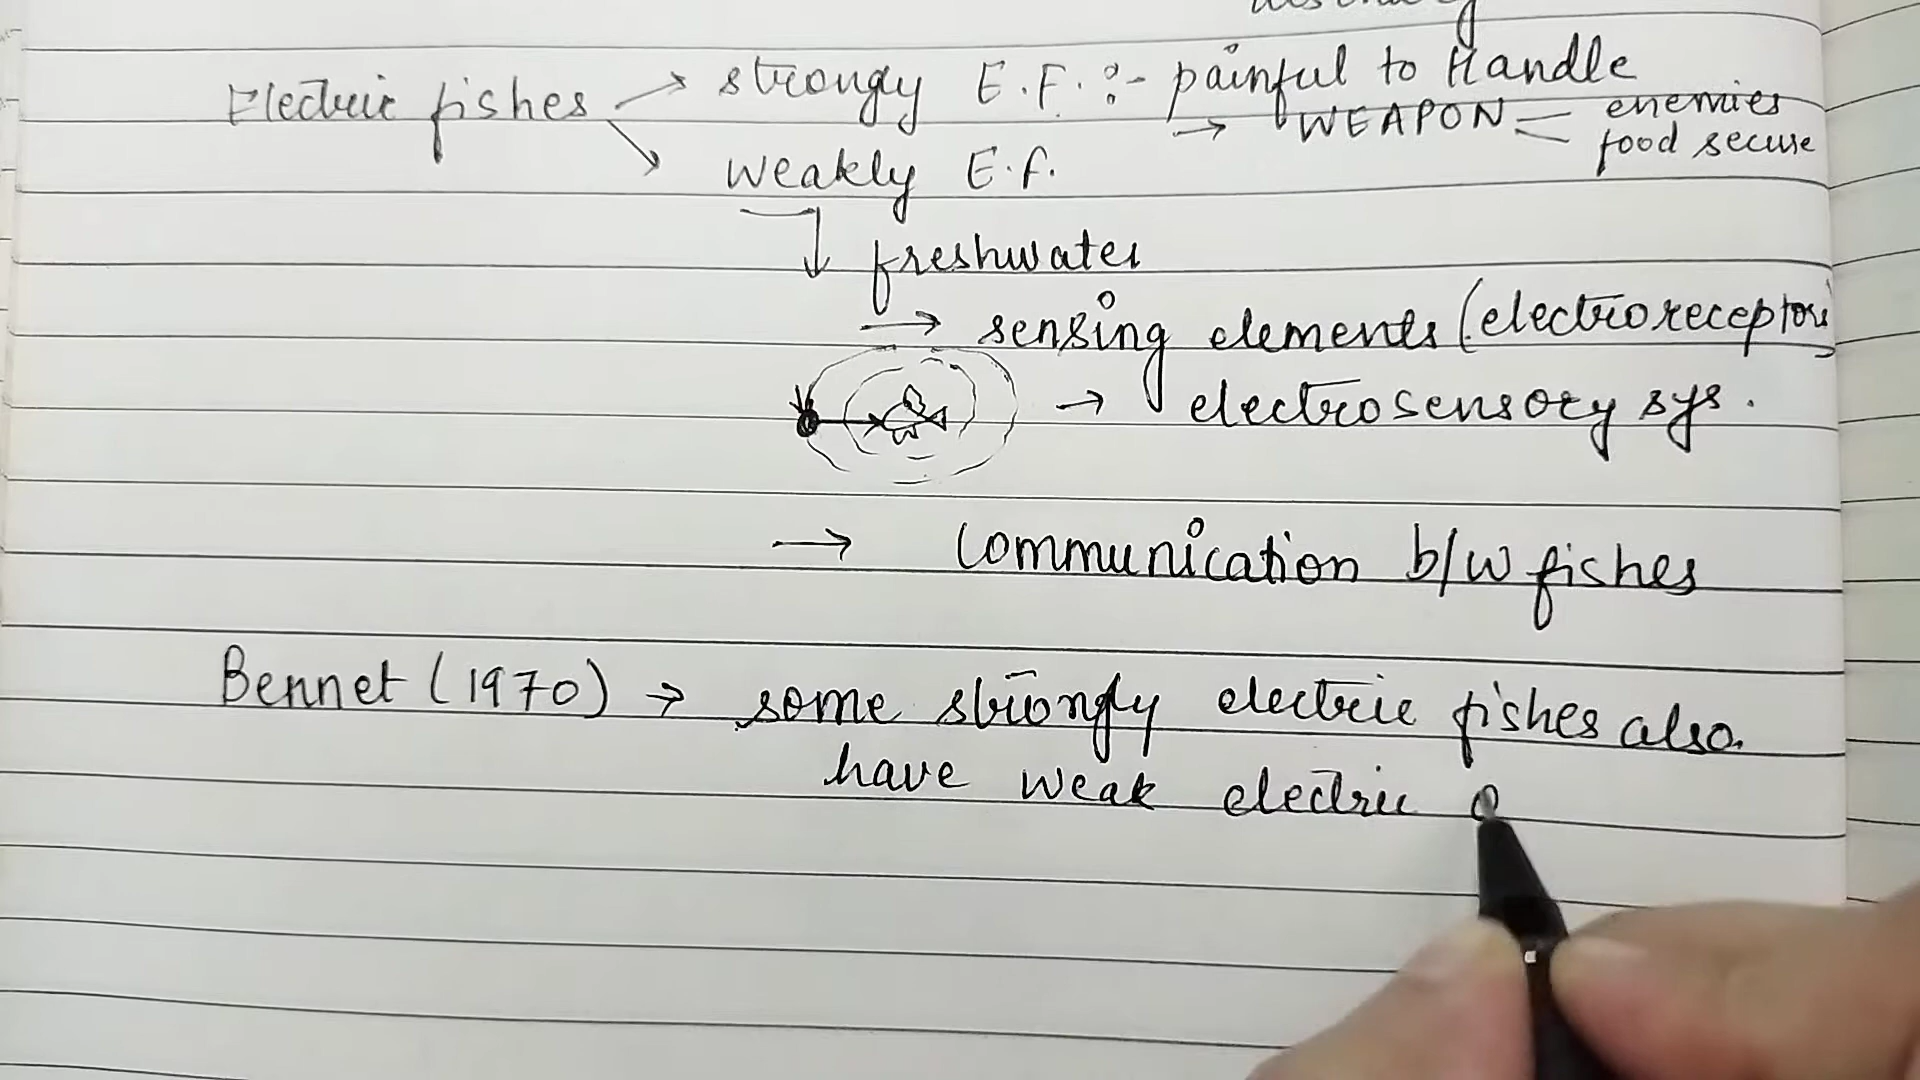 Electric fishes → strongy E.F. :- painful to Handle
→ WEAPON = enemies
food secure
↘ weakly E.f.
↓ freshwater
→ sensing elements (electroreceptors)
→ electrosensory sys.
→ Communication b/w fishes
Bennet (1970) → some strongly electric fishes also
have weak electric o